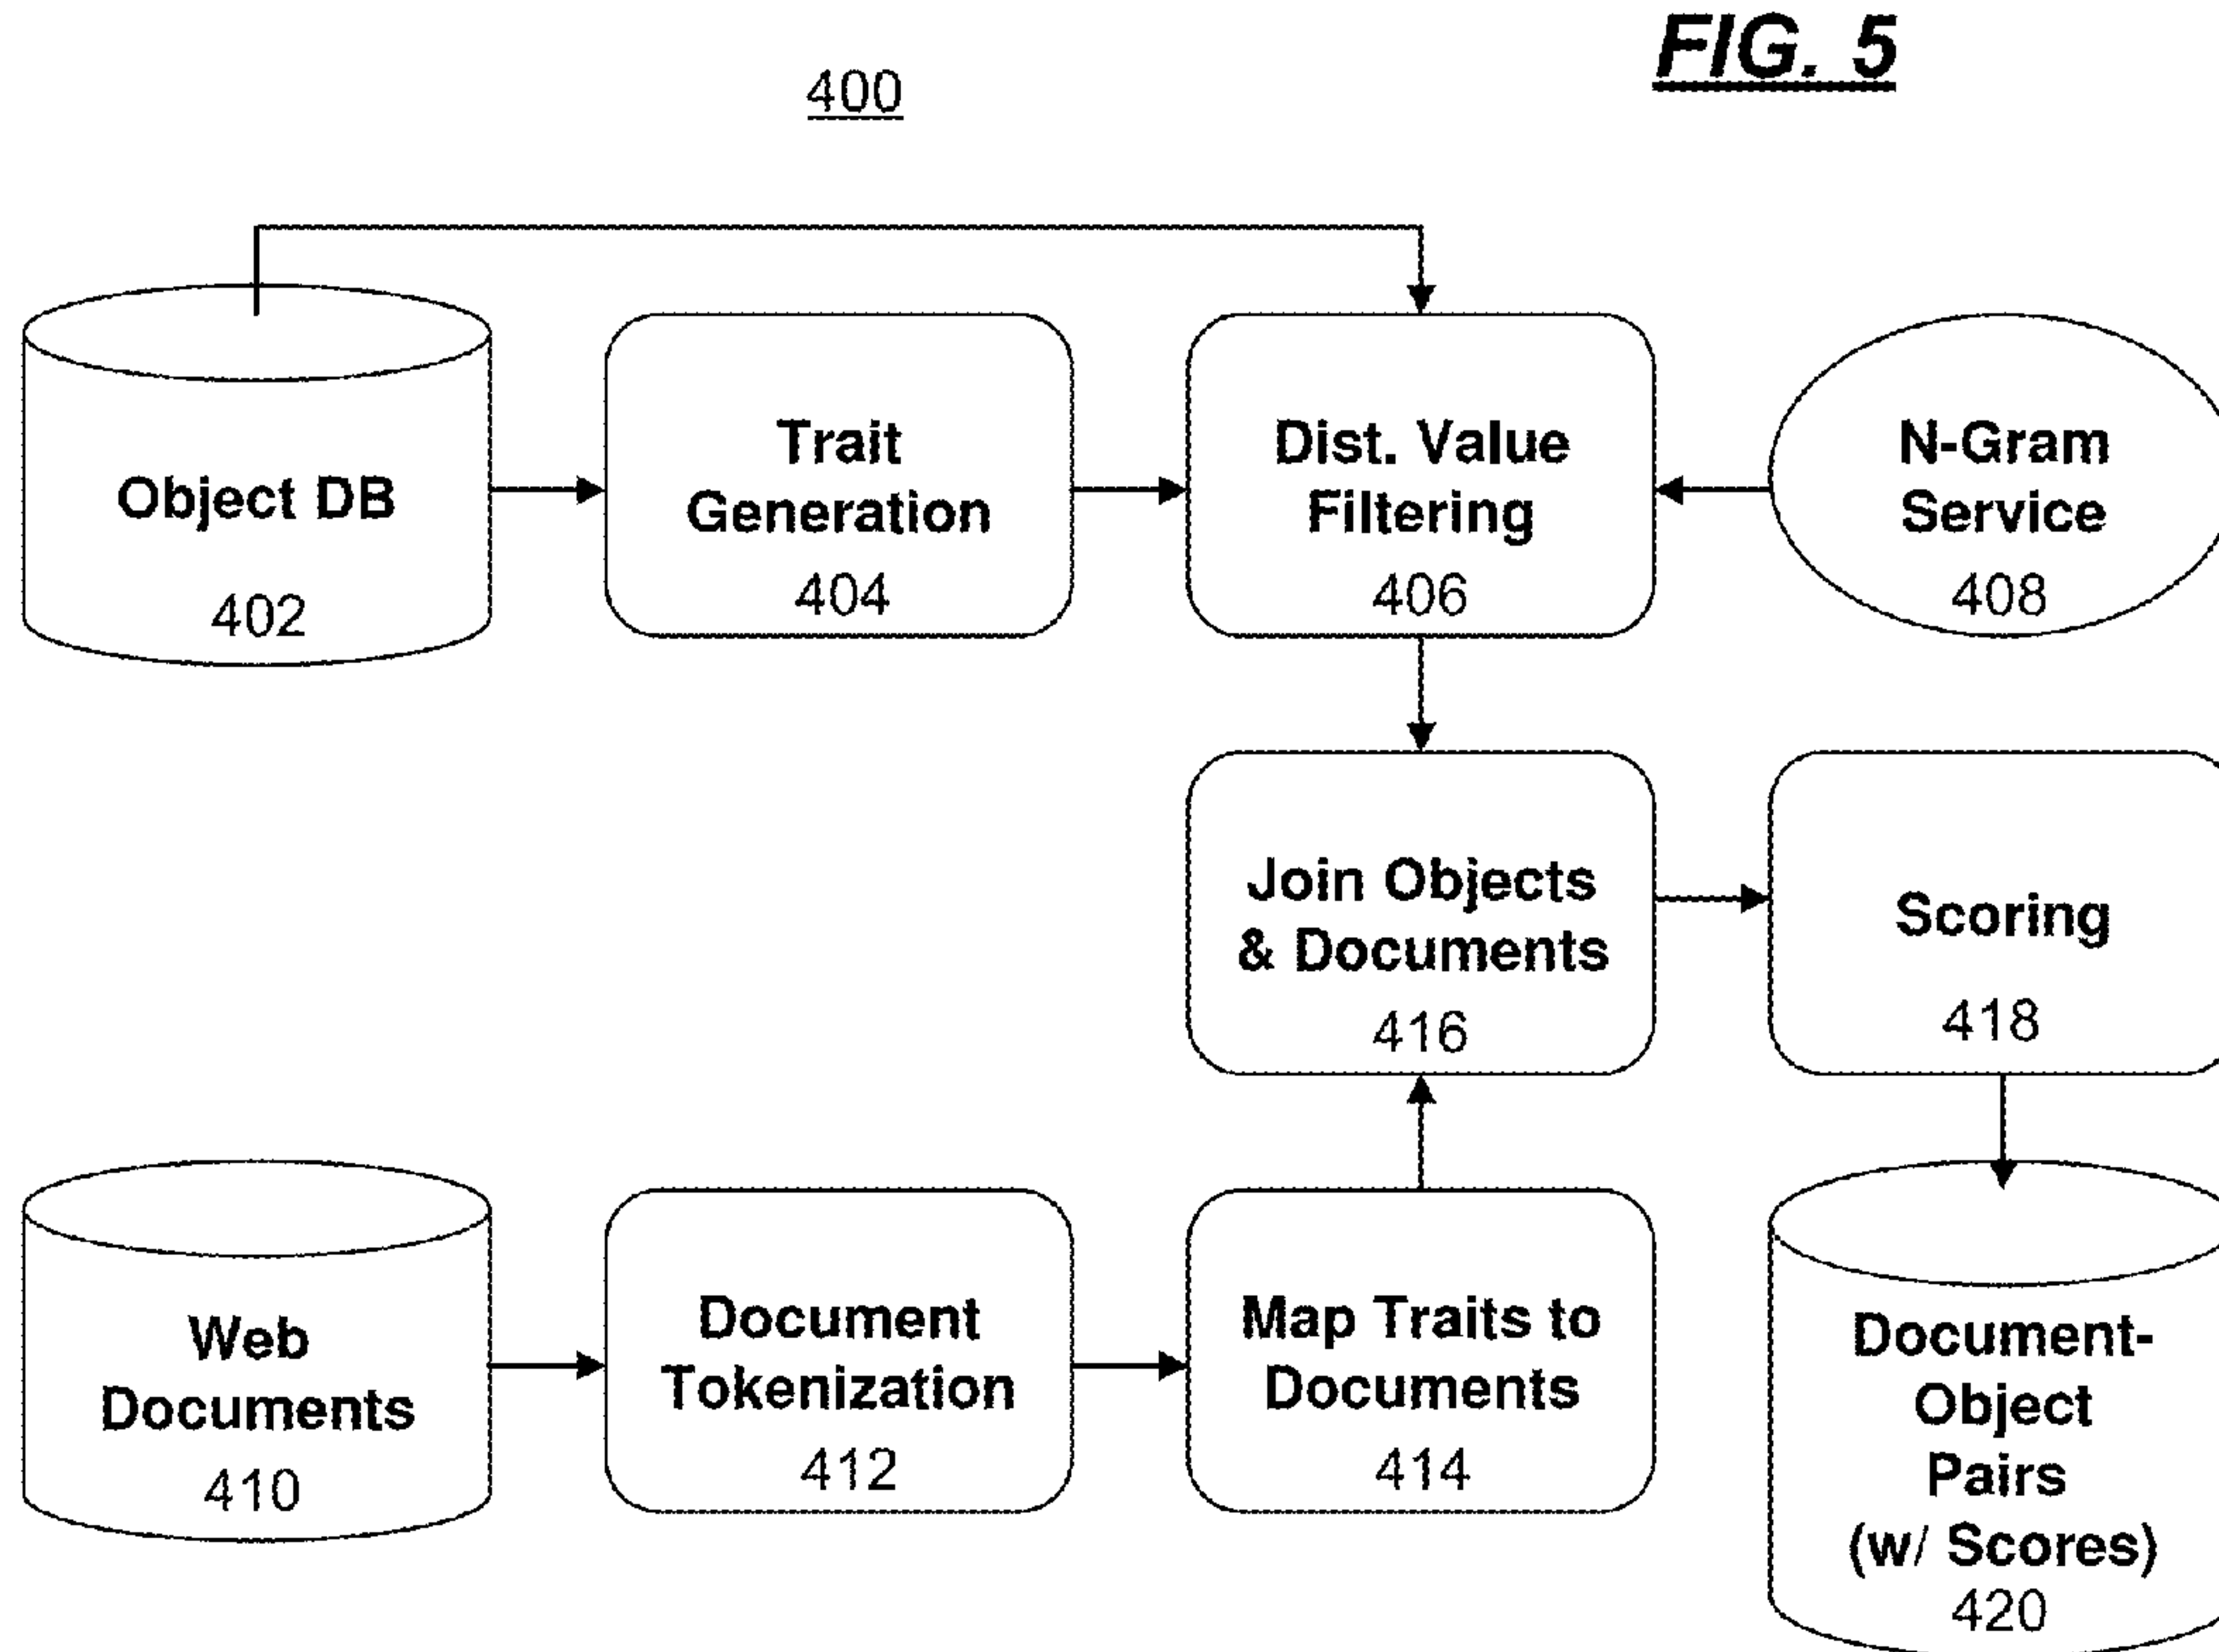 FIG. 5
400
Object DB
402
Trait
Generation
404
Dist. Value
Filtering
406
N-Gram
Service
408
Join Objects
& Documents
416
Scoring
418
Web
Documents
410
Document
Tokenization
412
Map Traits to
Documents
414
Document-
Object
Pairs
(w/ Scores)
420